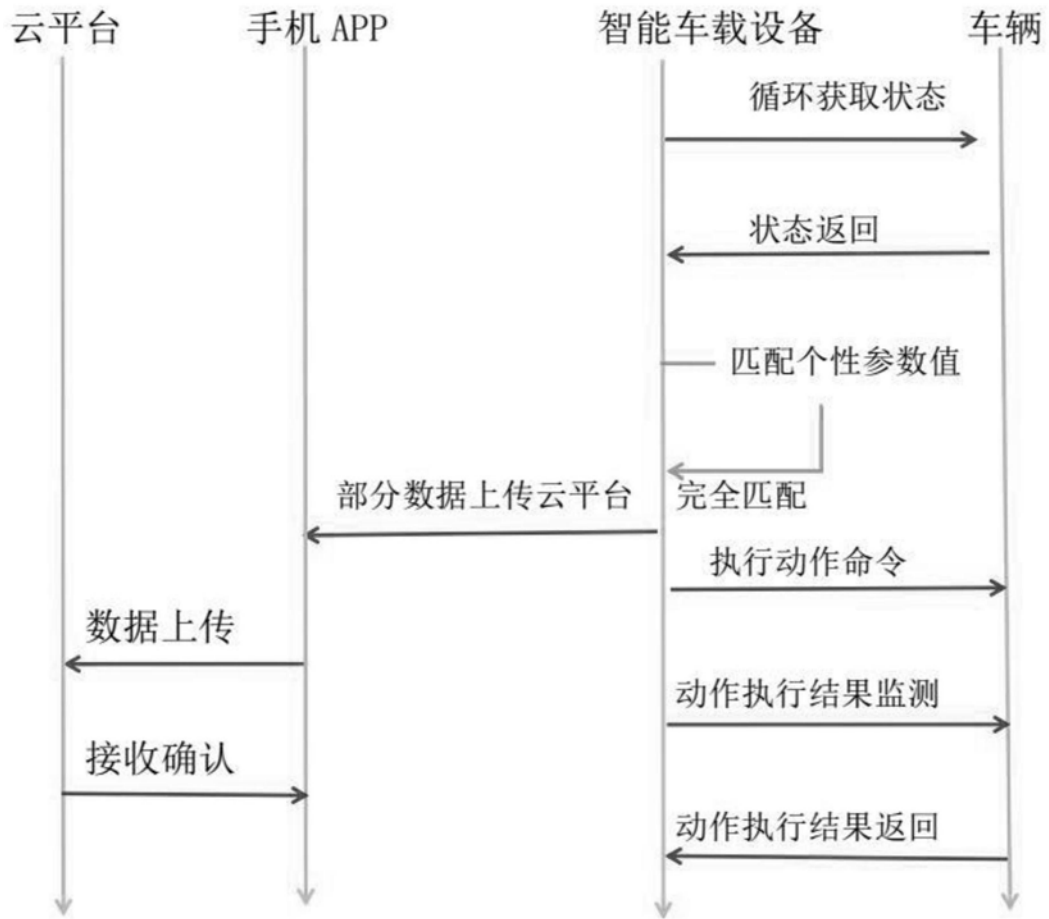 云平台
手机 APP
智能车载设备
车辆
循环获取状态
状态返回
匹配个性参数值
部分数据上传云平台
完全匹配
执行动作命令
数据上传
动作执行结果监测
接收确认
动作执行结果返回